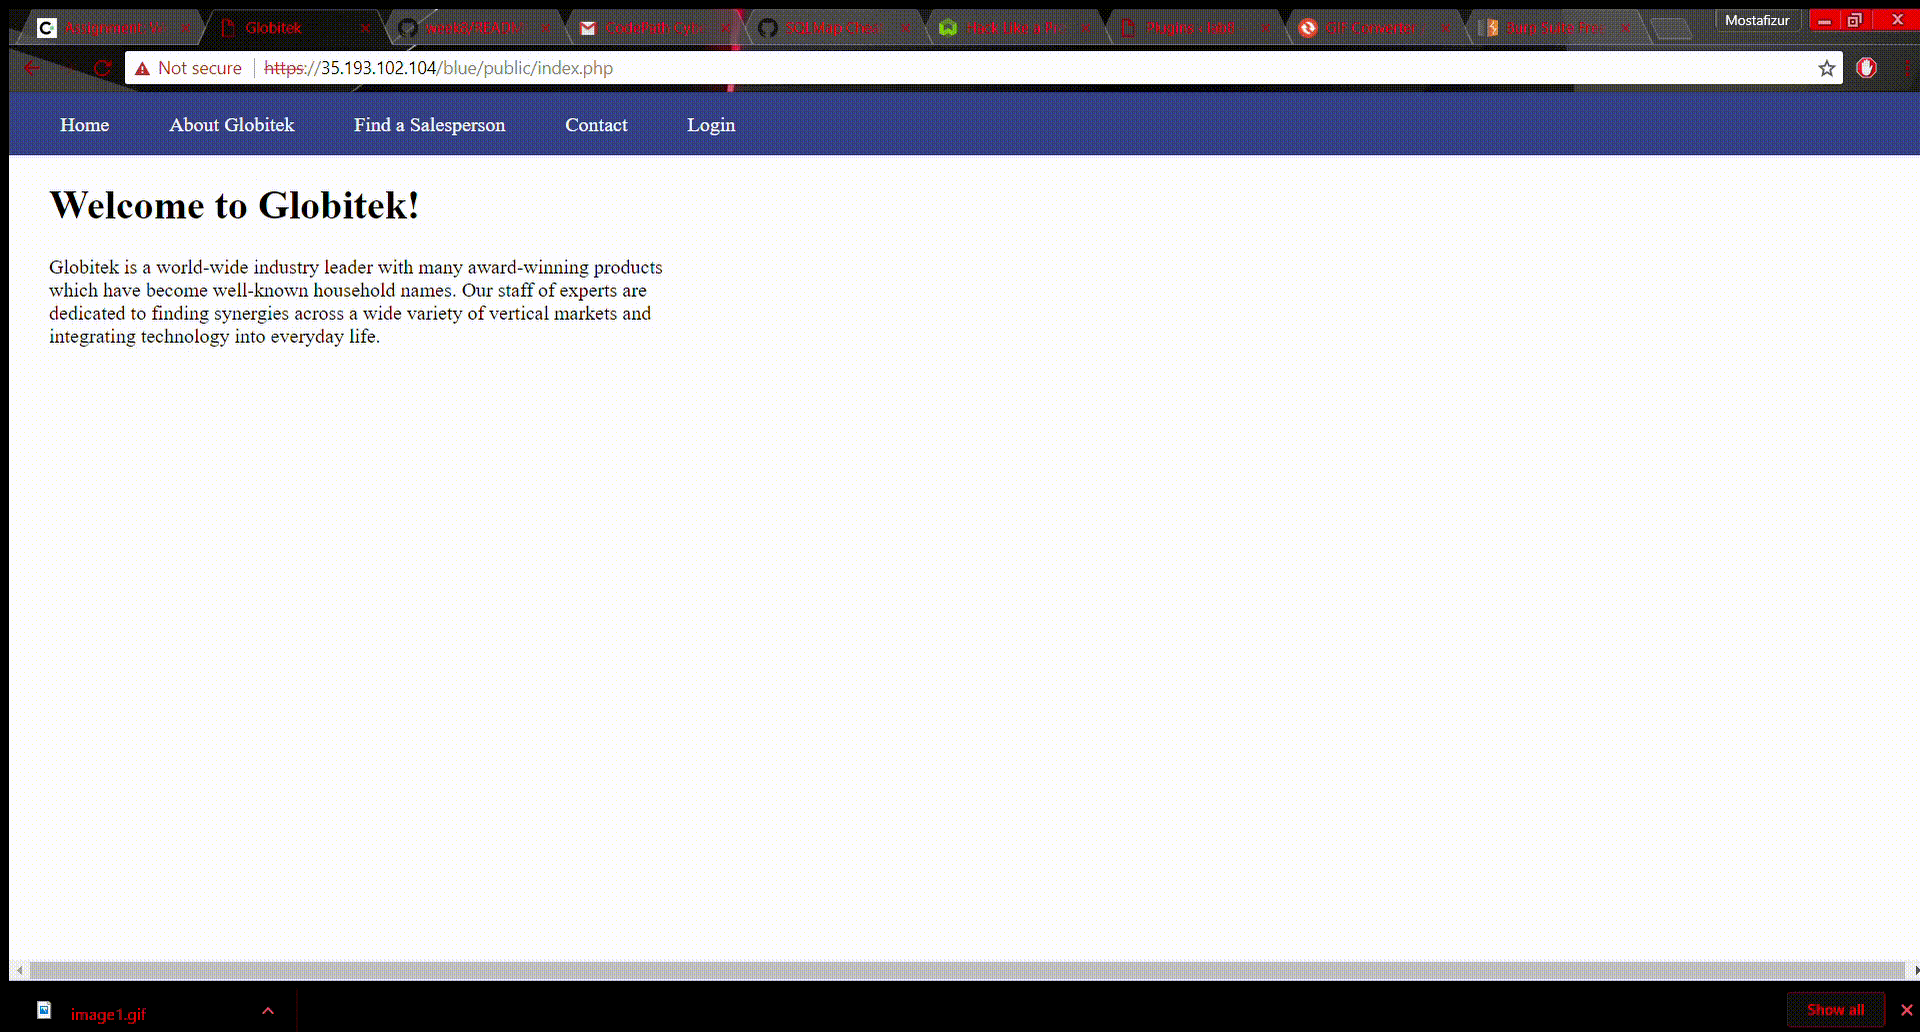 Assignment: W
Globitek
week8/READM
CodePath Cyb
SQLMap Chea
Hack Like a Pr
Plugins ‹ lab8
GIF Converter
Burp Suite Free
Mostafizur
Not secure
https://35.193.102.104/blue/public/index.php
Home
About Globitek
Find a Salesperson
Contact
Login
Welcome to Globitek!
Globitek is a world-wide industry leader with many award-winning products
which have become well-known household names. Our staff of experts are
dedicated to finding synergies across a wide variety of vertical markets and
integrating technology into everyday life.
image1.gif
Show all